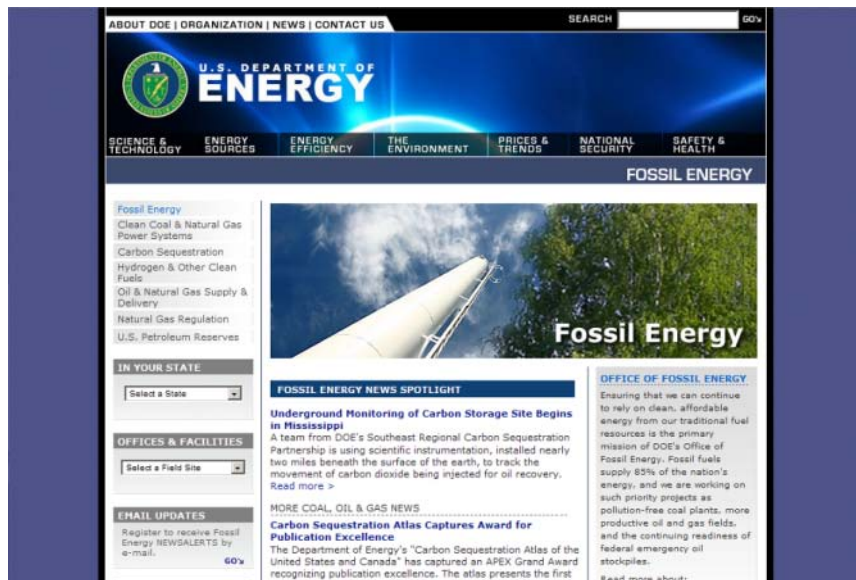 ABOUT DOE | ORGANIZATION | NEWS | CONTACT US
SEARCH
GO
U.S. DEPARTMENT OF
ENERGY
SCIENCE &
TECHNOLOGY
ENERGY
SOURCES
ENERGY
EFFICIENCY
THE
ENVIRONMENT
PRICES &
TRENDS
NATIONAL
SECURITY
SAFETY &
HEALTH
FOSSIL ENERGY
Fossil Energy
Clean Coal & Natural Gas
Power Systems
Carbon Sequestration
Hydrogen & Other Clean
Fuels
Oil & Natural Gas Supply &
Delivery
Natural Gas Regulation
U.S. Petroleum Reserves
IN YOUR STATE
Select a State
OFFICES & FACILITIES
Select a Field Site
EMAIL UPDATES
Register to receive Fossil
Energy NEWSALERTS by
e-mail.
GO
Fossil Energy
FOSSIL ENERGY NEWS SPOTLIGHT
Underground Monitoring of Carbon Storage Site Begins
in Mississippi
A team from DOE's Southeast Regional Carbon Sequestration
Partnership is using scientific instrumentation, installed nearly
two miles beneath the surface of the earth, to track the
movement of carbon dioxide being injected for oil recovery.
Read more >
MORE COAL, OIL & GAS NEWS
Carbon Sequestration Atlas Captures Award for
Publication Excellence
The Department of Energy's "Carbon Sequestration Atlas of the
United States and Canada" has captured an APEX Grand Award
recognizing publication excellence. The atlas presents the first
OFFICE OF FOSSIL ENERGY
Ensuring that we can continue
to rely on clean, affordable
energy from our traditional fuel
resources is the primary
mission of DOE's Office of
Fossil Energy. Fossil fuels
supply 85% of the nation's
energy, and we are working on
such priority projects as
pollution-free coal plants, more
productive oil and gas fields,
and the continuing readiness of
federal emergency oil
stockpiles.
Read more about: